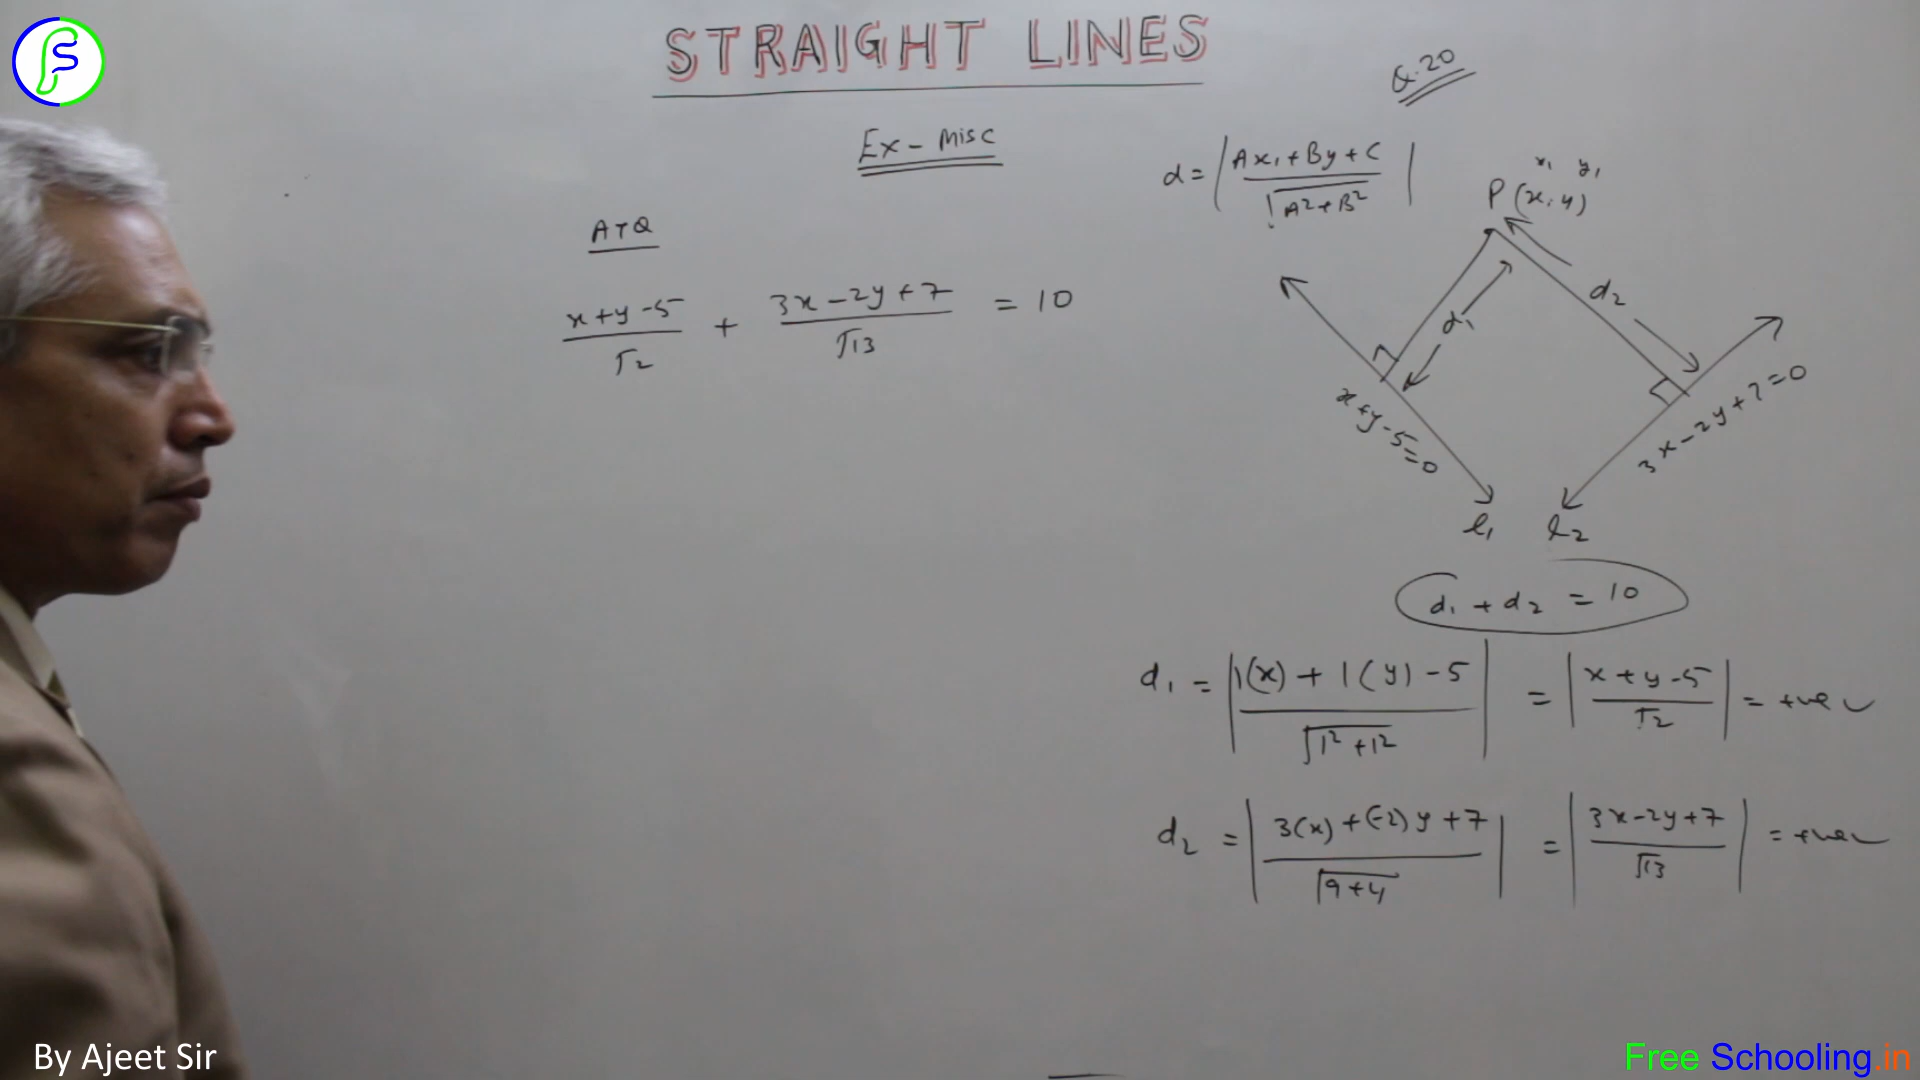 STRAIGHT LINES
Q.20
Ex - Misc
d = | Ax₁ + By + C / √A² + B² |
x₁ y₁
P (x, y)
ATQ
x + y - 5 / √2 + 3x - 2y + 7 / √13 = 10
d₁
d₂
x + y - 5 = 0
3x - 2y + 7 = 0
l₁ l₂
d₁ + d₂ = 10
d₁ = | 1(x) + 1(y) - 5 / √1² + 1² | = | x + y - 5 / √2 | = +ve
d₂ = | 3(x) + (-2)y + 7 / √9 + 4 | = | 3x - 2y + 7 / √13 | = +ve
By Ajeet Sir
Free Schooling.in